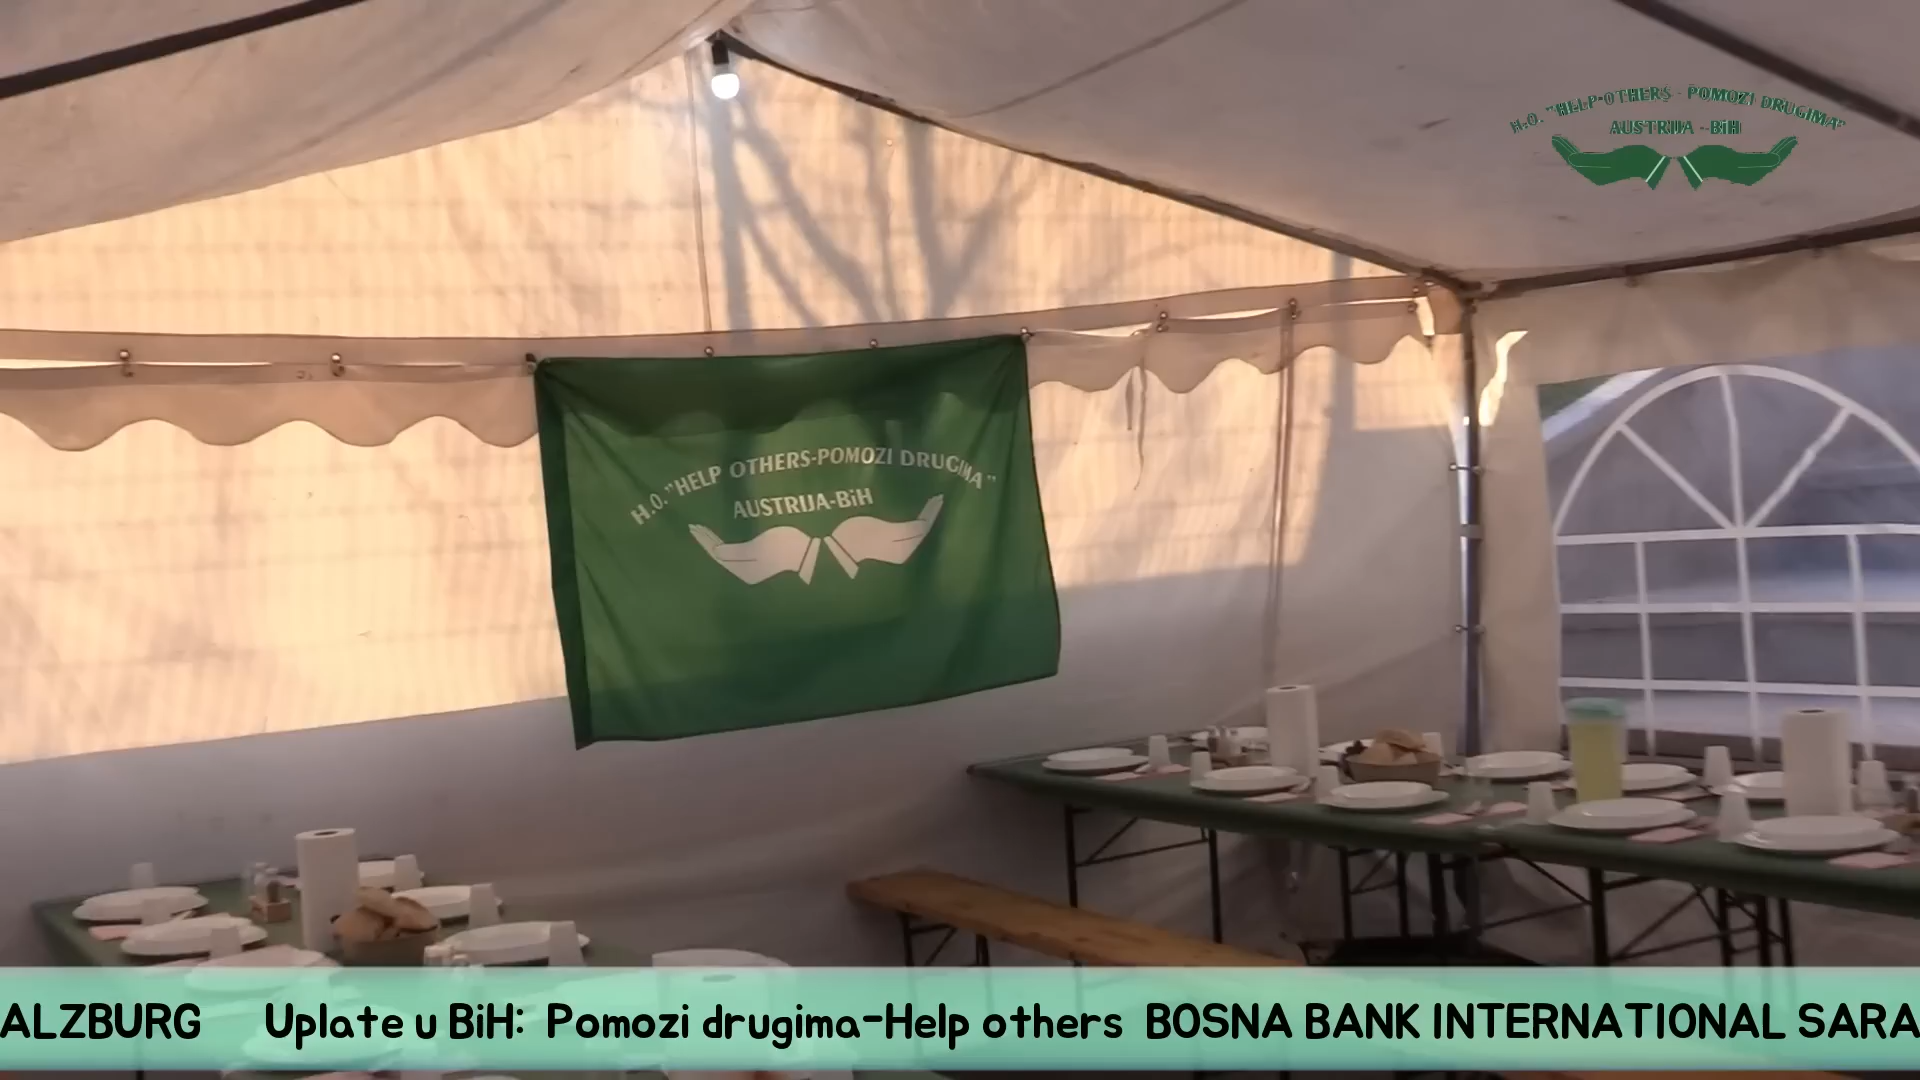 H.O. "HELP-OTHERS - POMOZI DRUGIMA"
AUSTRIJA --BiH
H.O."HELP OTHERS-POMOZI DRUGIMA"
AUSTRIJA-BiH
ALZBURG Uplate u BiH: Pomozi drugima-Help others BOSNA BANK INTERNATIONAL SARA